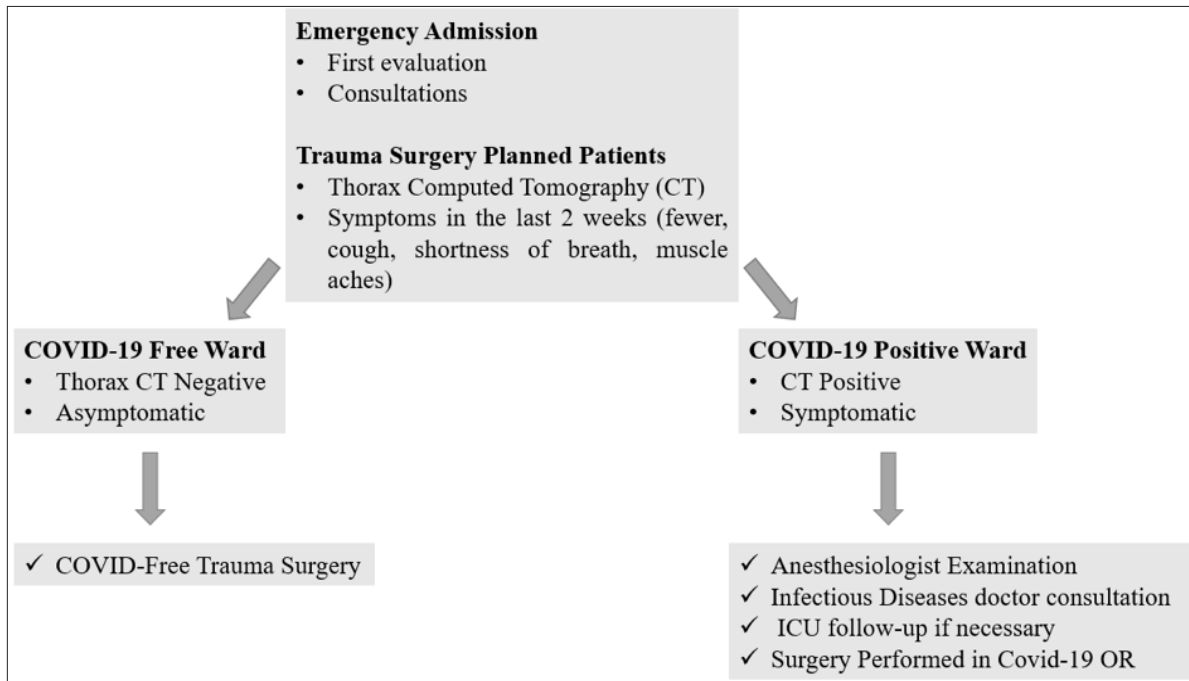 Emergency Admission
• First evaluation
• Consultations
Trauma Surgery Planned Patients
• Thorax Computed Tomography (CT)
• Symptoms in the last 2 weeks (fewer,
cough, shortness of breath, muscle
aches)
COVID-19 Free Ward
• Thorax CT Negative
• Asymptomatic
COVID-19 Positive Ward
• CT Positive
• Symptomatic
✓ COVID-Free Trauma Surgery
✓ Anesthesiologist Examination
✓ Infectious Diseases doctor consultation
✓ ICU follow-up if necessary
✓ Surgery Performed in Covid-19 OR